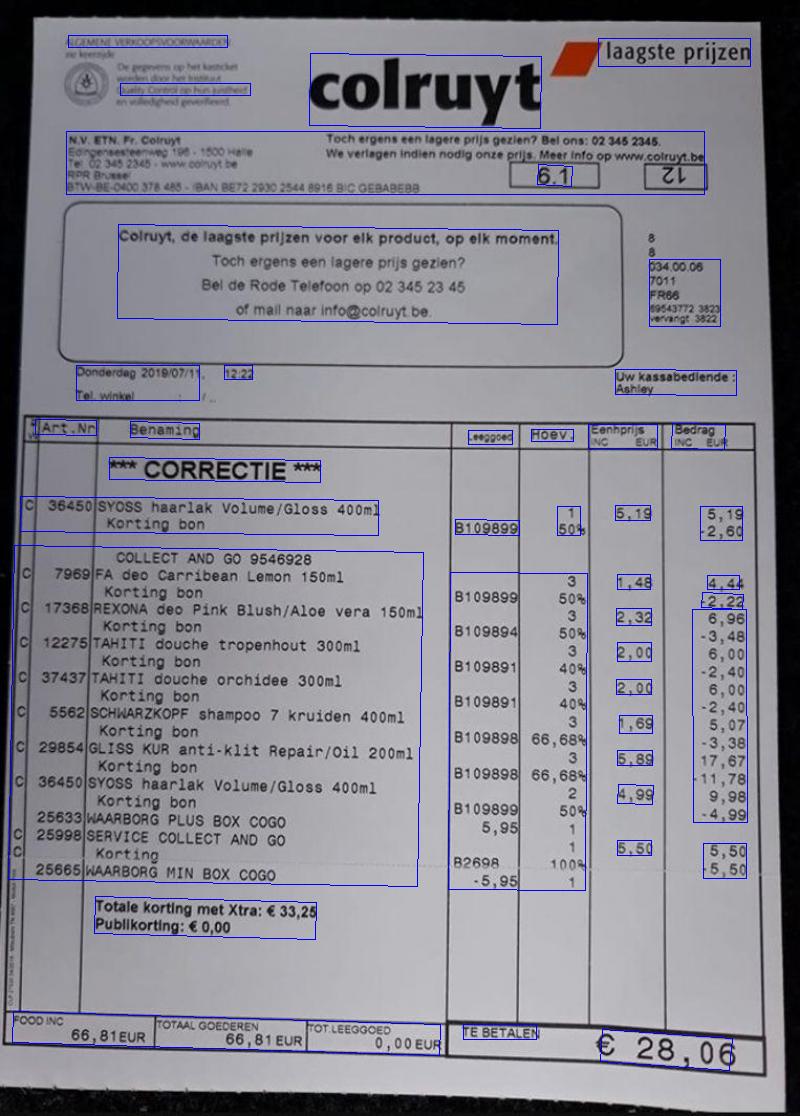 ALGEMENE VERKOOPSVOORWAARDEN
zie keerzijde
De gegevens op het kasticket
worden door het Instituut
Quality Control op hun juistheid
en volledigheid geverifieerd.
colruyt
laagste prijzen
N.V. ETN. Fr. Colruyt
Edingensesteenweg 196 - 1500 Halle
Tel. 02 345 2345 - www.colruyt.be
RPR Brussel
BTW-BE-0400 378 485 - IBAN BE72 2930 2544 8916 BIC GEBABEBB
Toch ergens een lagere prijs gezien? Bel ons: 02 345 2345.
We verlagen indien nodig onze prijs. Meer info op www.colruyt.be
6.1
12
Colruyt, de laagste prijzen voor elk product, op elk moment.
Toch ergens een lagere prijs gezien?
Bel de Rode Telefoon op 02 345 23 45
of mail naar info@colruyt.be.
8
8
034.00.06
7011
FR66
69543772 3823
vervangt 3822
Donderdag 2019/07/11, 12:22
Tel. winkel : / ..
Uw kassabediende :
Ashley
Art.Nr Benaming Leeggoed Hoev. Eenhprijs INC EUR Bedrag INC EUR
*** CORRECTIE ***
C 36450 SYOSS haarlak Volume/Gloss 400ml 1 5,19 5,19
Korting bon B109899 50% -2,60
COLLECT AND GO 9546928
C 7969 FA deo Carribean Lemon 150ml 3 1,48 4,44
Korting bon B109899 50% -2,22
C 17368 REXONA deo Pink Blush/Aloe vera 150ml 3 2,32 6,96
Korting bon B109894 50% -3,48
C 12275 TAHITI douche tropenhout 300ml 3 2,00 6,00
Korting bon B109891 40% -2,40
C 37437 TAHITI douche orchidee 300ml 3 2,00 6,00
Korting bon B109891 40% -2,40
C 5562 SCHWARZKOPF shampoo 7 kruiden 400ml 3 1,69 5,07
Korting bon B109898 66,68% -3,38
C 29854 GLISS KUR anti-klit Repair/Oil 200ml 3 5,89 17,67
Korting bon B109898 66,68% -11,78
C 36450 SYOSS haarlak Volume/Gloss 400ml 2 4,99 9,98
Korting bon B109899 50% -4,99
25633 WAARBORG PLUS BOX COGO 5,95 1
C 25998 SERVICE COLLECT AND GO 1 5,50 5,50
C Korting B2698 100% -5,50
25665 WAARBORG MIN BOX COGO -5,95 1
Totale korting met Xtra: € 33,25
Publikorting: € 0,00
FOOD INC 66,81 EUR
TOTAAL GOEDEREN 66,81 EUR
TOT.LEEGGOED 0,00 EUR
TE BETALEN € 28,06